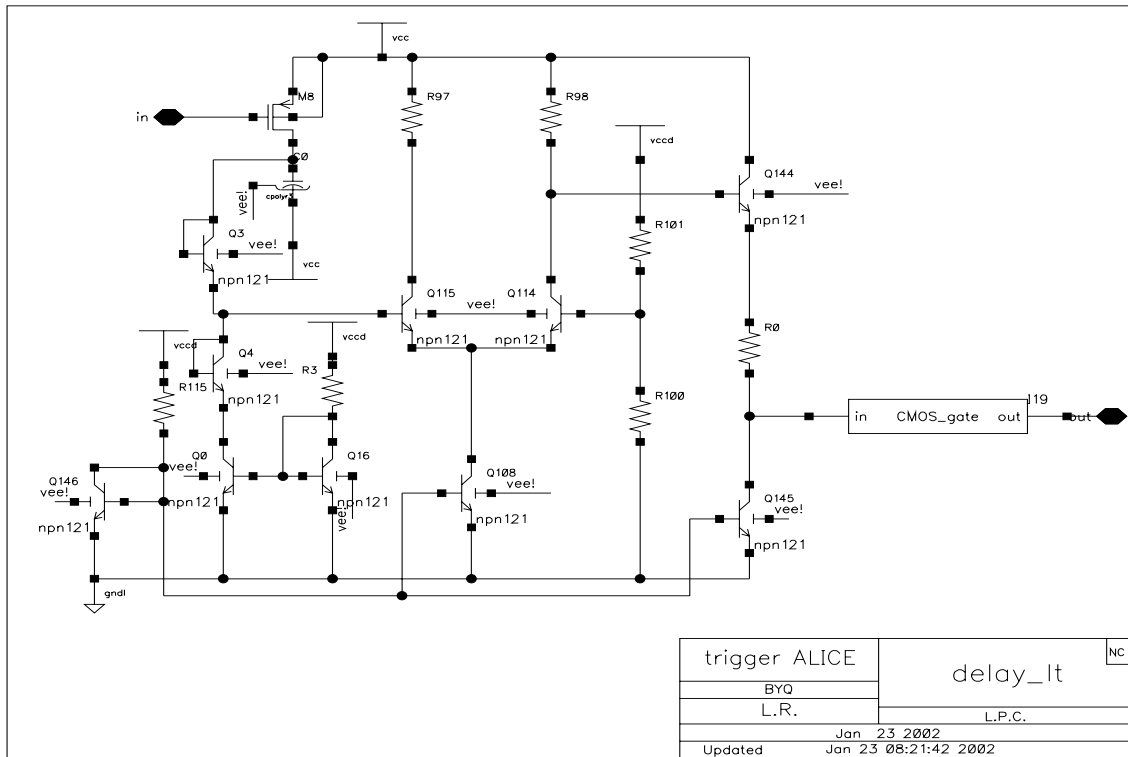 vcc
in
M8
R97
R98
vccd
C0
Q144
vee!
cpolyrs
vee!
npn121
R101
Q3
vee!
vcc
npn121
Q115
vee!
Q114
npn121
npn121
R0
vccd
vccd
Q4
vee!
R115
R3
npn121
R100
I19
in CMOS_gate out
out
Q146
vee!
vee!
Q0
Q16
Q108
vee!
Q145
vee!
npn121
npn121
npn121
vee!
npn121
npn121
gnd!
trigger ALICE
delay_lt
NC
BYQ
L.R.
L.P.C.
Jan 23 2002
Updated Jan 23 08:21:42 2002